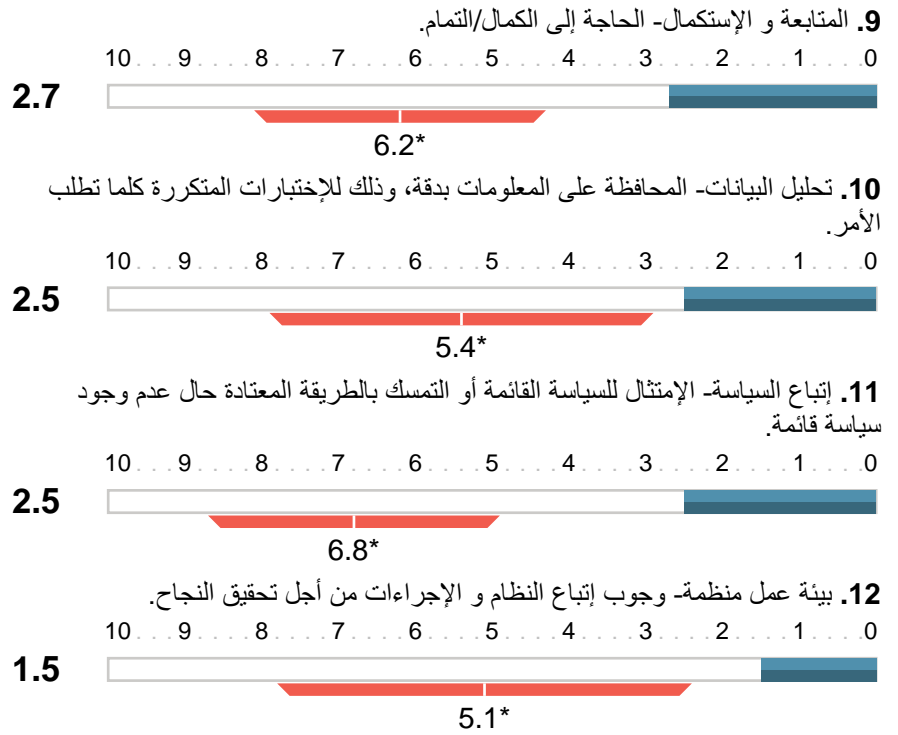 9. المتابعة و الإستكمال- الحاجة إلى الكمال/التمام.
10. . . . 9. . . . 8. . . . 7. . . . 6. . . . 5. . . . 4. . . . 3. . . . 2. . . . 1. . . . 0
2.7
6.2*
10. تحليل البيانات- المحافظة على المعلومات بدقة، وذلك للإختبارات المتكررة كلما تطلب
الأمر.
10. . . . 9. . . . 8. . . . 7. . . . 6. . . . 5. . . . 4. . . . 3. . . . 2. . . . 1. . . . 0
2.5
5.4*
11. إتباع السياسة- الإمتثال للسياسة القائمة أو التمسك بالطريقة المعتادة حال عدم وجود
سياسة قائمة.
10. . . . 9. . . . 8. . . . 7. . . . 6. . . . 5. . . . 4. . . . 3. . . . 2. . . . 1. . . . 0
2.5
6.8*
12. بيئة عمل منظمة- وجوب إتباع النظام و الإجراءات من أجل تحقيق النجاح.
10. . . . 9. . . . 8. . . . 7. . . . 6. . . . 5. . . . 4. . . . 3. . . . 2. . . . 1. . . . 0
1.5
5.1*